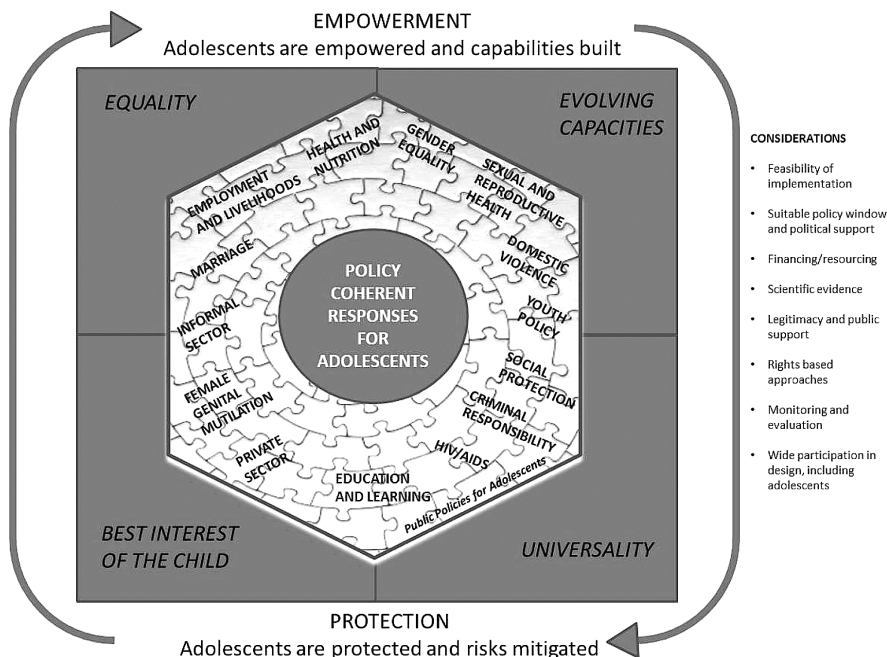 EMPOWERMENT
Adolescents are empowered and capabilities built
EQUALITY
EVOLVING
CAPACITIES
HEALTH AND
NUTRITION
GENDER
EQUALITY
EMPLOYMENT
AND LIVELIHOODS
SEXUAL AND
REPRODUCTIVE
HEALTH
MARRIAGE
DOMESTIC
VIOLENCE
INFORMAL
SECTOR
YOUTH
POLICY
POLICY
COHERENT
RESPONSES
FOR
ADOLESCENTS
FEMALE
GENITAL
MUTILATION
SOCIAL
PROTECTION
CRIMINAL
RESPONSIBILITY
PRIVATE
SECTOR
HIV/AIDS
EDUCATION
AND LEARNING
Public Policies for Adolescents
BEST INTEREST
OF THE CHILD
UNIVERSALITY
PROTECTION
Adolescents are protected and risks mitigated
CONSIDERATIONS
• Feasibility of
implementation
• Suitable policy window
and political support
• Financing/resourcing
• Scientific evidence
• Legitimacy and public
support
• Rights based
approaches
• Monitoring and
evaluation
• Wide participation in
design, including
adolescents